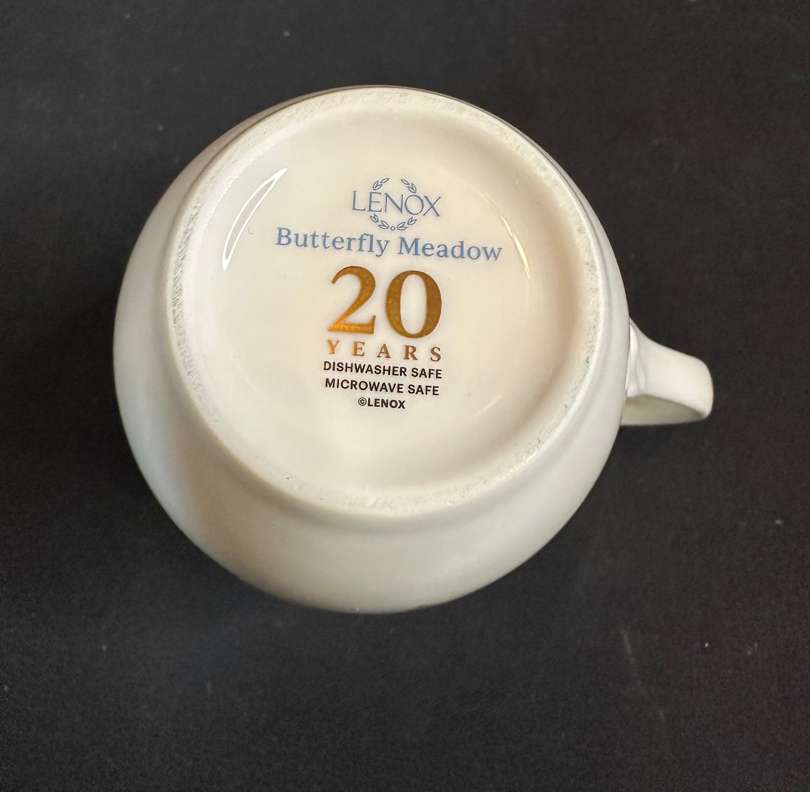 LENOX
Butterfly Meadow
20
YEARS
DISHWASHER SAFE
MICROWAVE SAFE
©LENOX